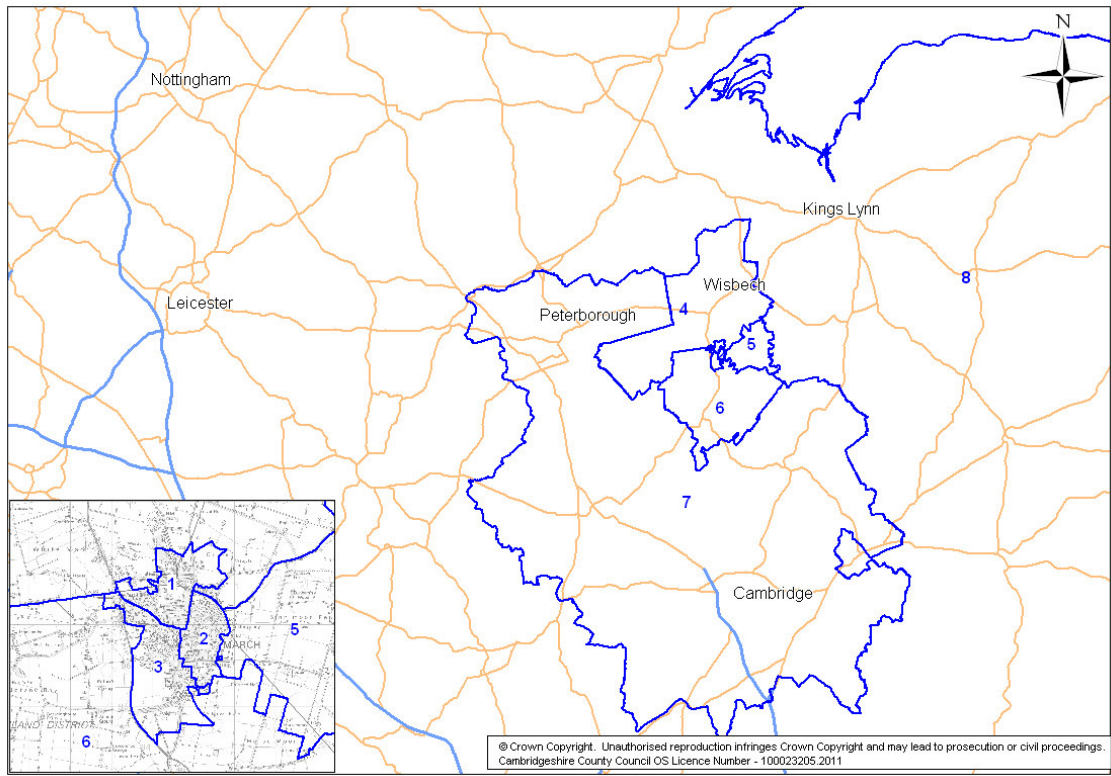 N
Nottingham
Kings Lynn
8
Wisbech
Leicester
Peterborough
4
5
6
7
Cambridge
1
2
MARCH
5
3
6
© Crown Copyright. Unauthorised reproduction infringes Crown Copyright and may lead to prosecution or civil proceedings.
Cambridgeshire County Council OS Licence Number - 100023205.2011